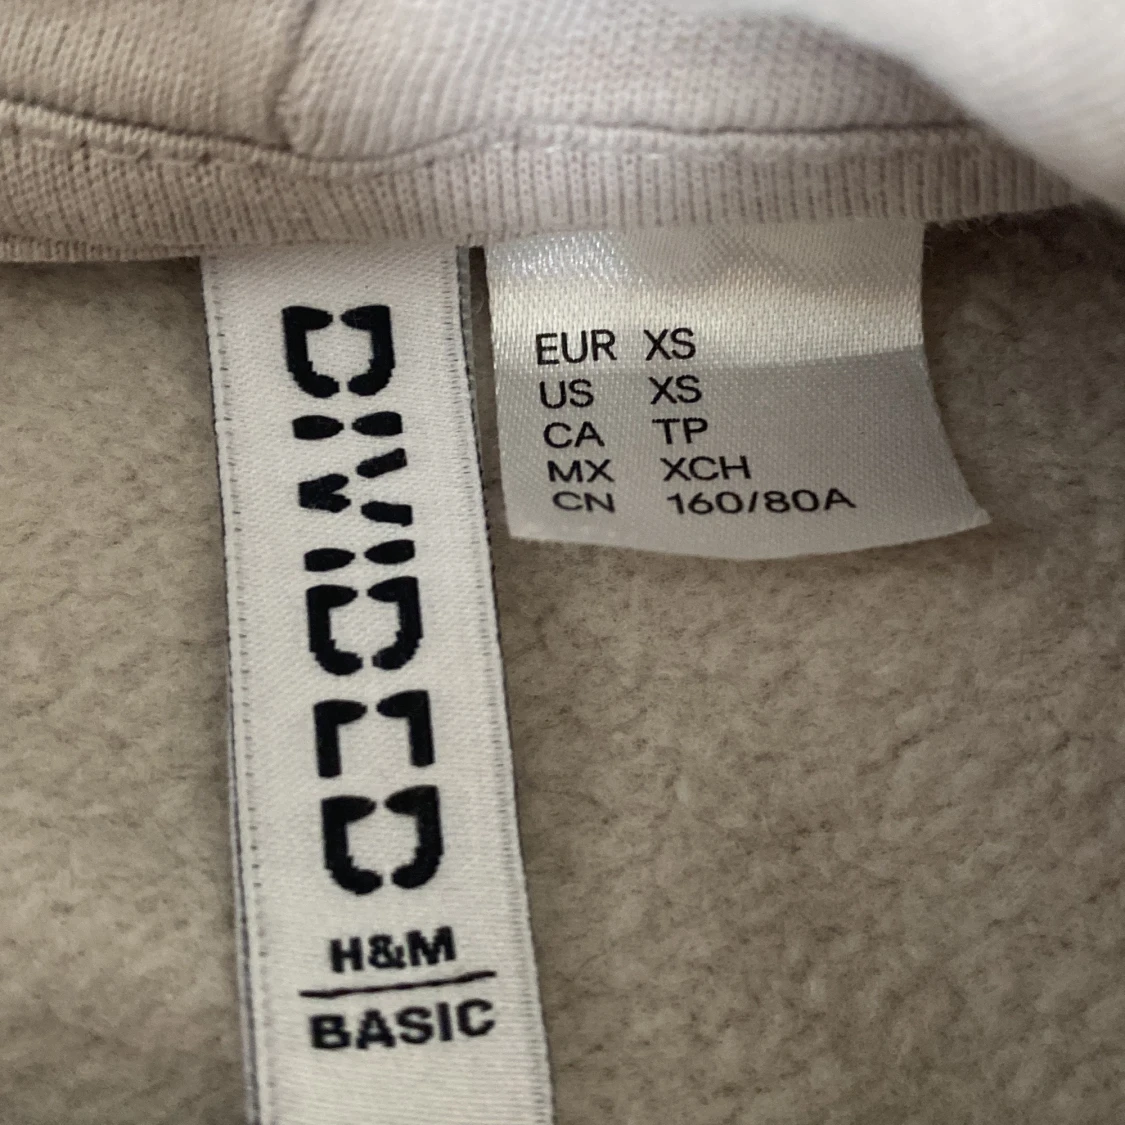 DIVIDED
H&M
BASIC
EUR XS
US XS
CA TP
MX XCH
CN 160/80A